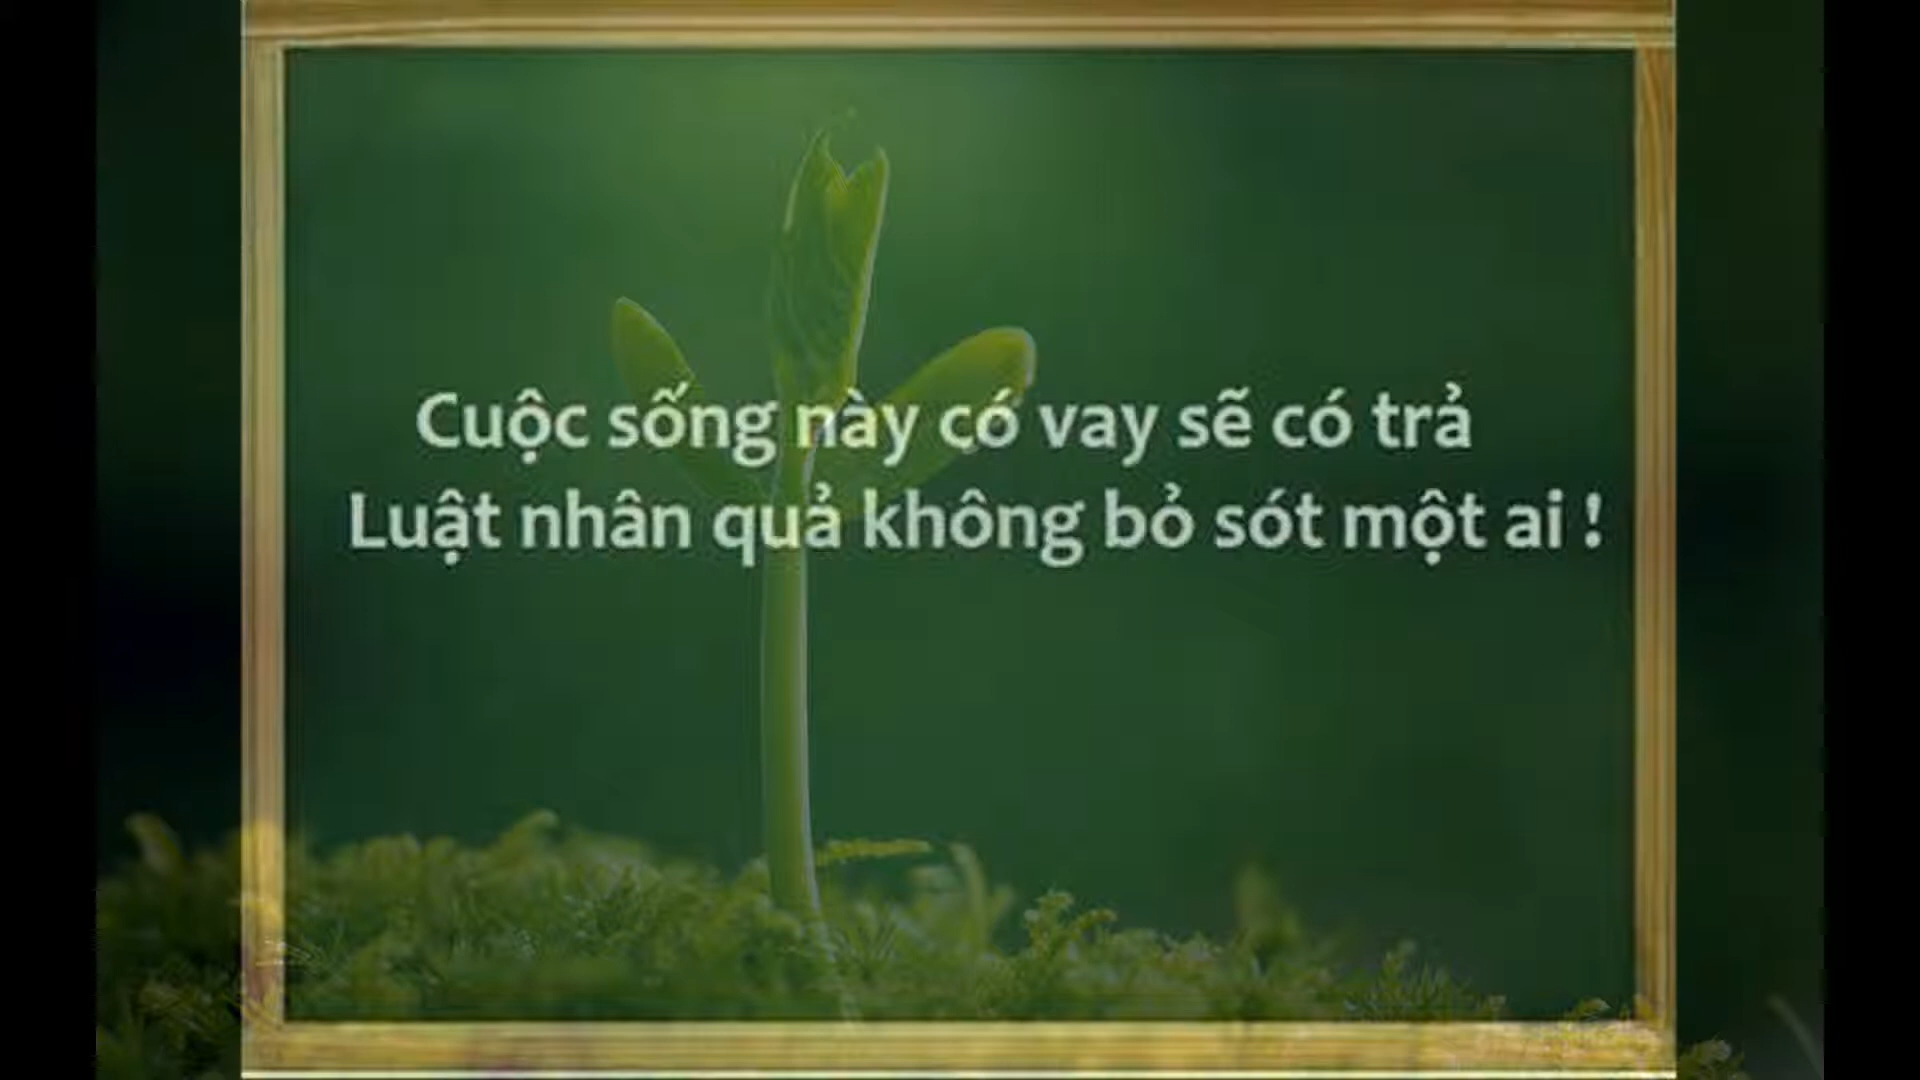 Cuộc sống này có vay sẽ có trả
Luật nhân quả không bỏ sót một ai !